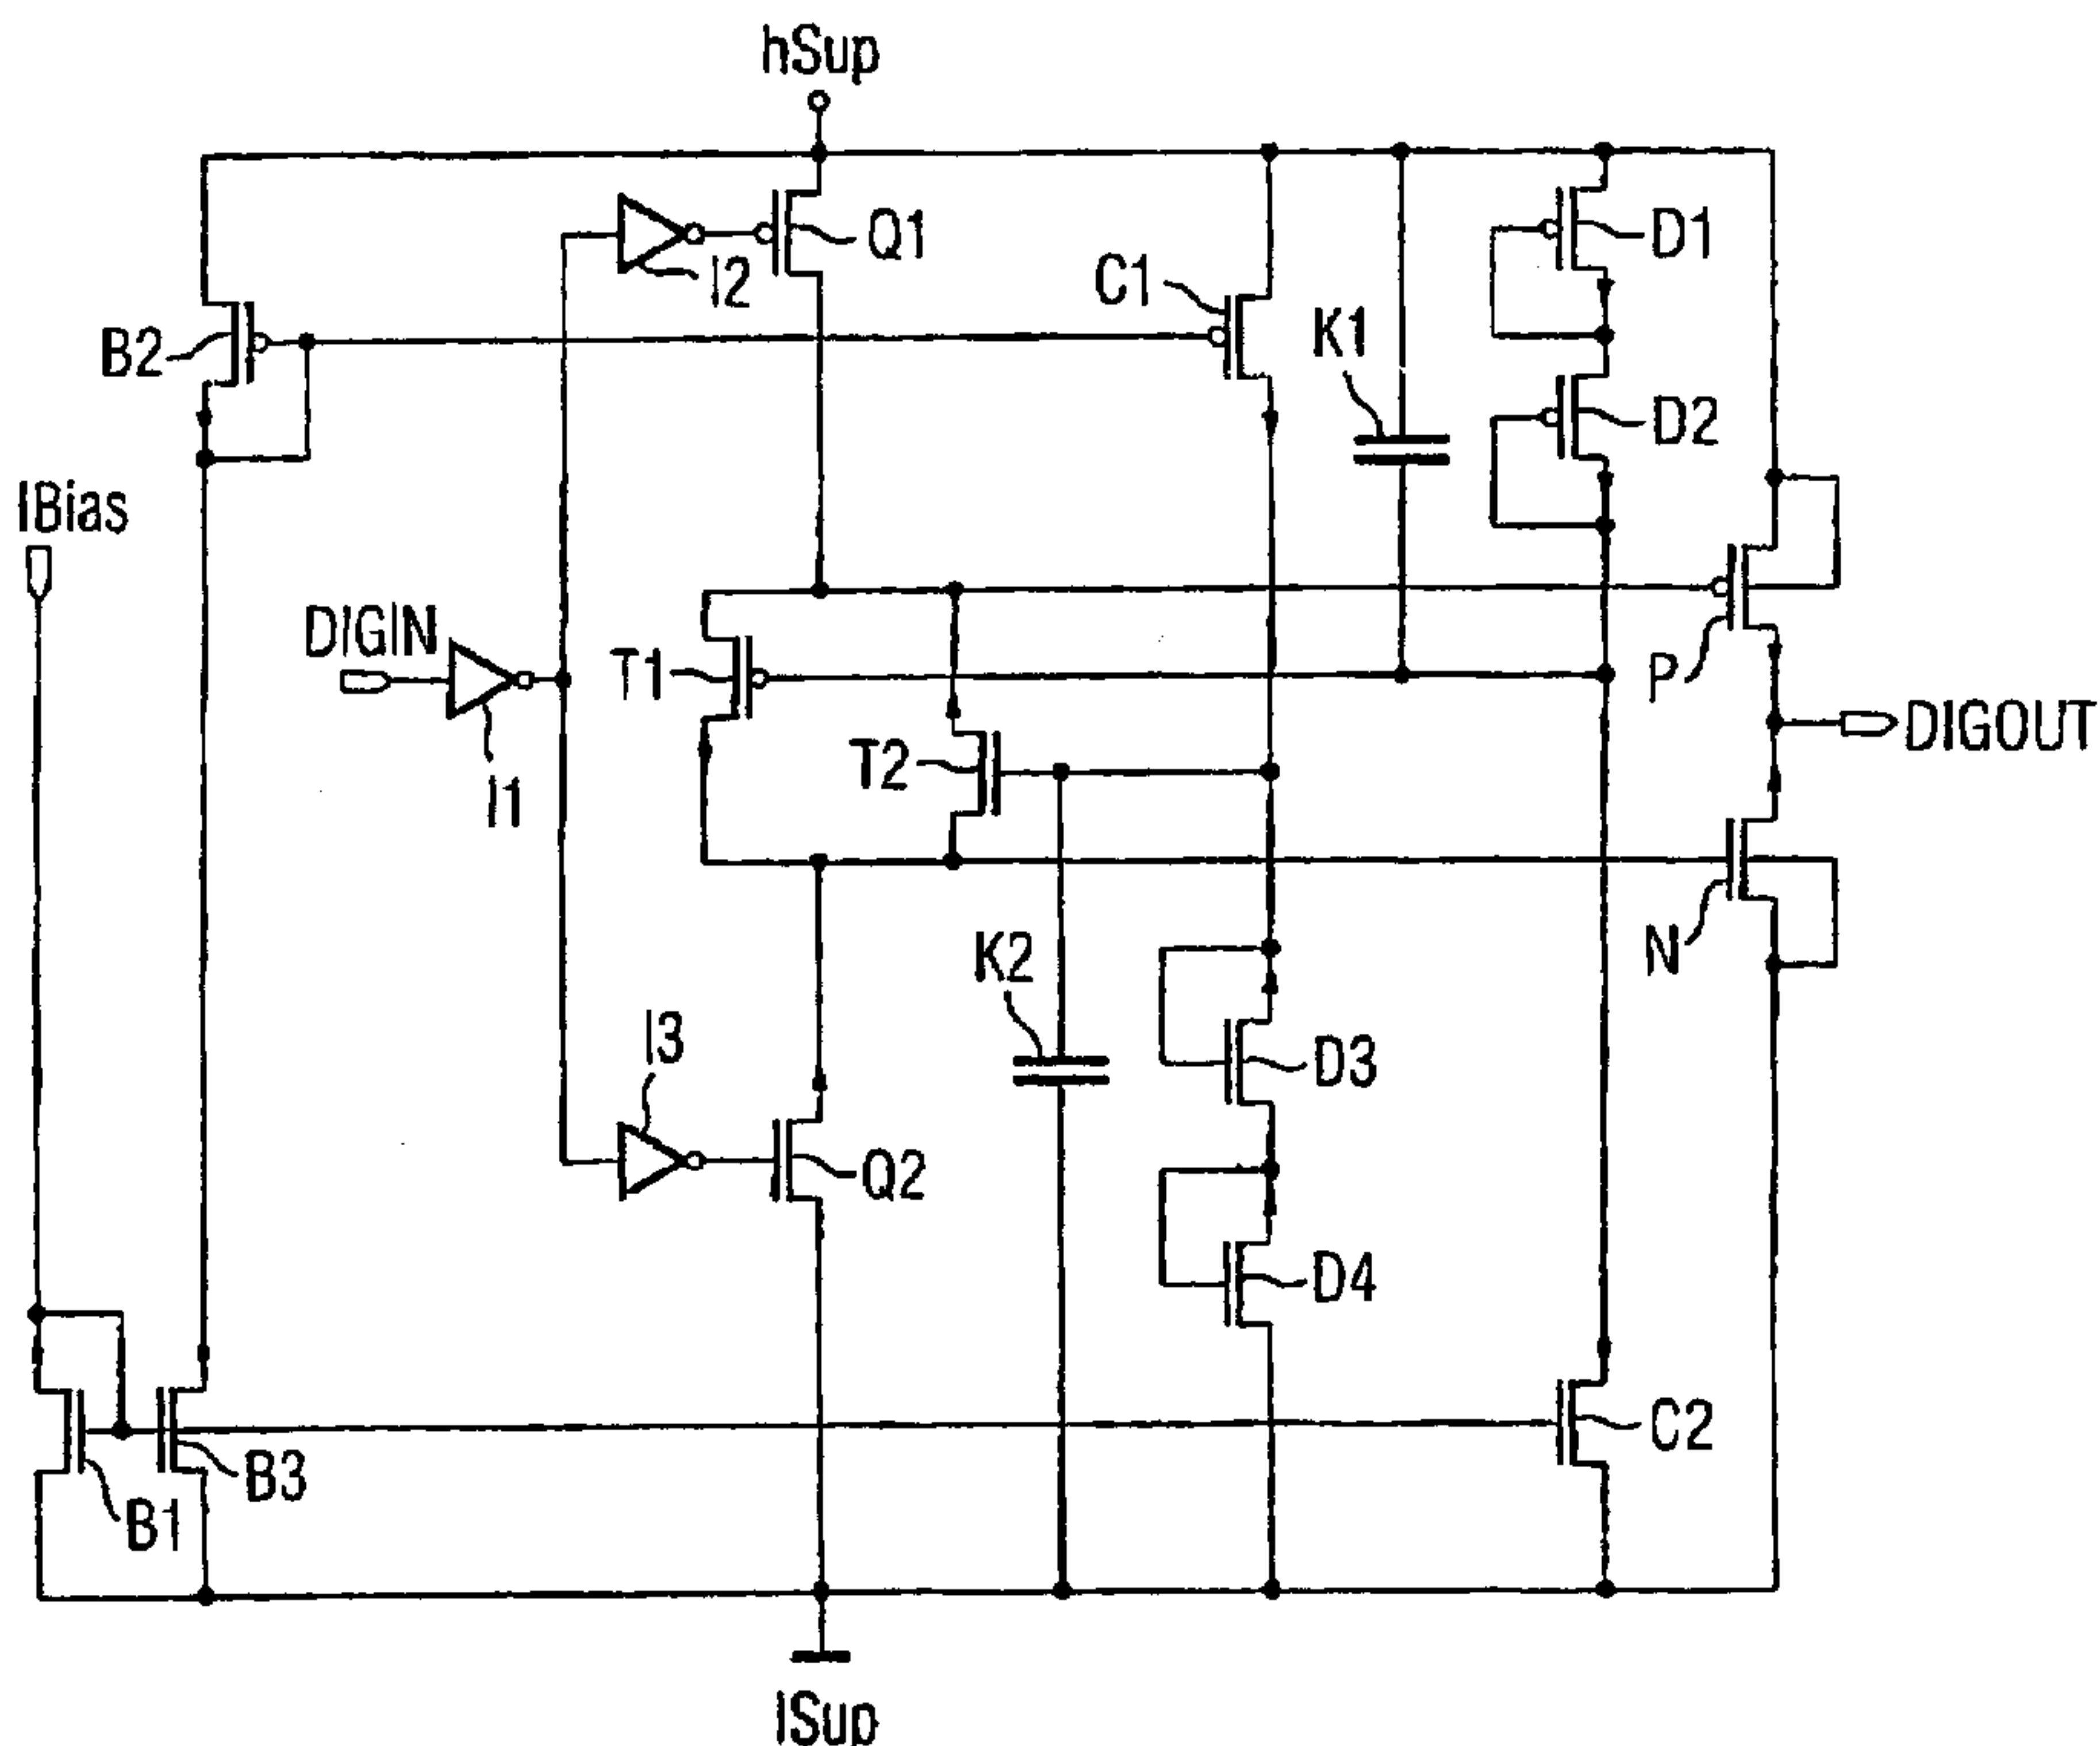 hSup
Q1
D1
I2
C1
B2
K1
D2
IBias
DIGIN
T1
P
DIGOUT
T2
I1
K2
N
I3
D3
Q2
D4
C2
B3
B1
lSup